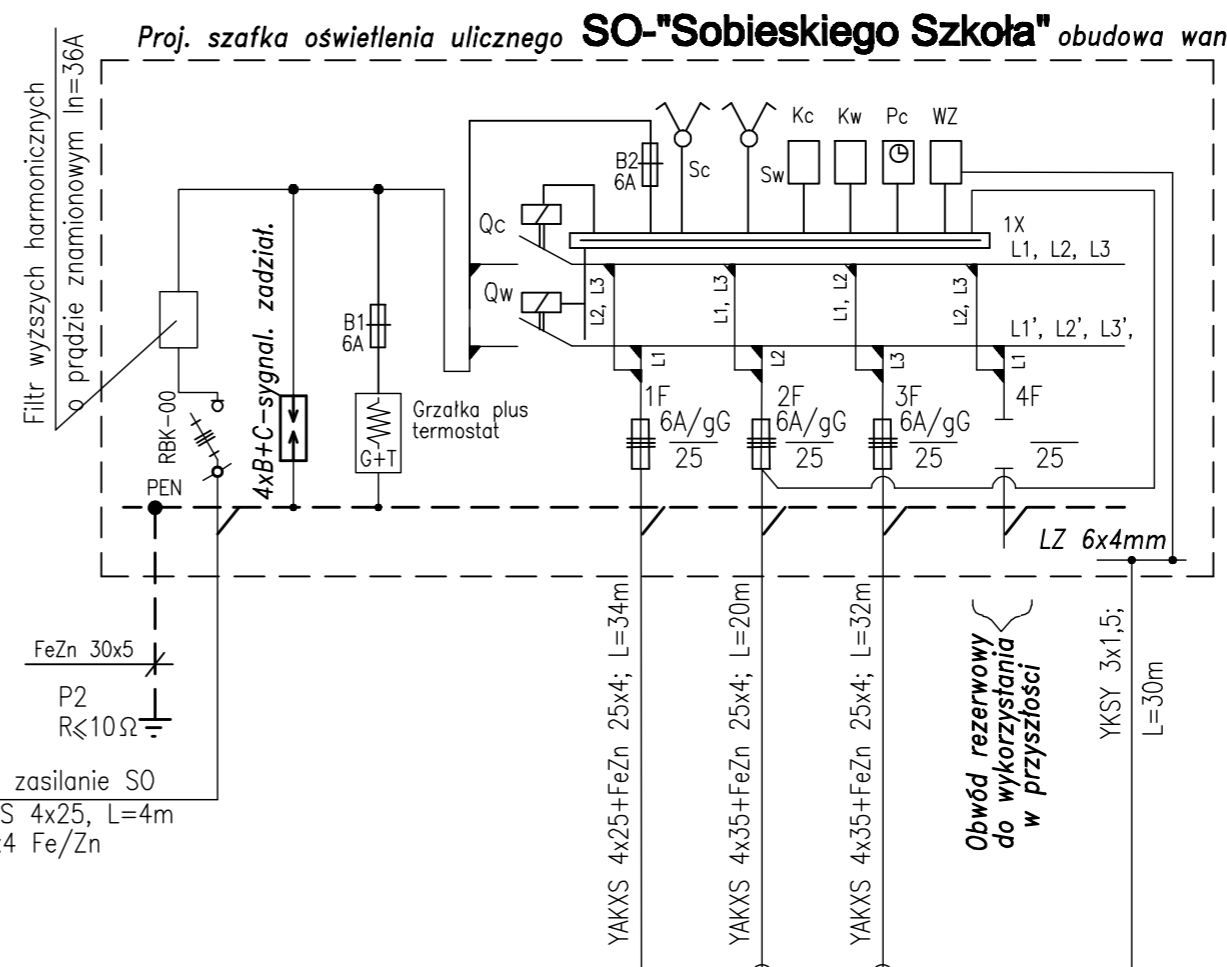 Proj. szafka oświetlenia ulicznego SO-"Sobieskiego Szkoła" obudowa wan
Filtr wyższych harmonicznych
o prądzie znamionowym In=36A
RBK-00
4xB+C-sygnal. zadział.
B1
6A
Grzałka plus
termostat
G+T
B2
6A
Sc
Sw
Kc
Kw
Pc
WZ
Qc
Qw
1X
L1, L2, L3
L2, L3
L1, L3
L1, L2
L2, L3
L1', L2', L3',
L1
L2
L3
L1
1F
6A/gG
25
2F
6A/gG
25
3F
6A/gG
25
4F
25
PEN
LZ 6x4mm
FeZn 30x5
P2
R≤10Ω
zasilanie SO
S 4x25, L=4m
x4 Fe/Zn
YAKXS 4x25+FeZn 25x4; L=34m
YAKXS 4x35+FeZn 25x4; L=20m
YAKXS 4x35+FeZn 25x4; L=32m
Obwód rezerwowy
do wykorzystania
w przyszłości
YKSY 3x1,5;
L=30m